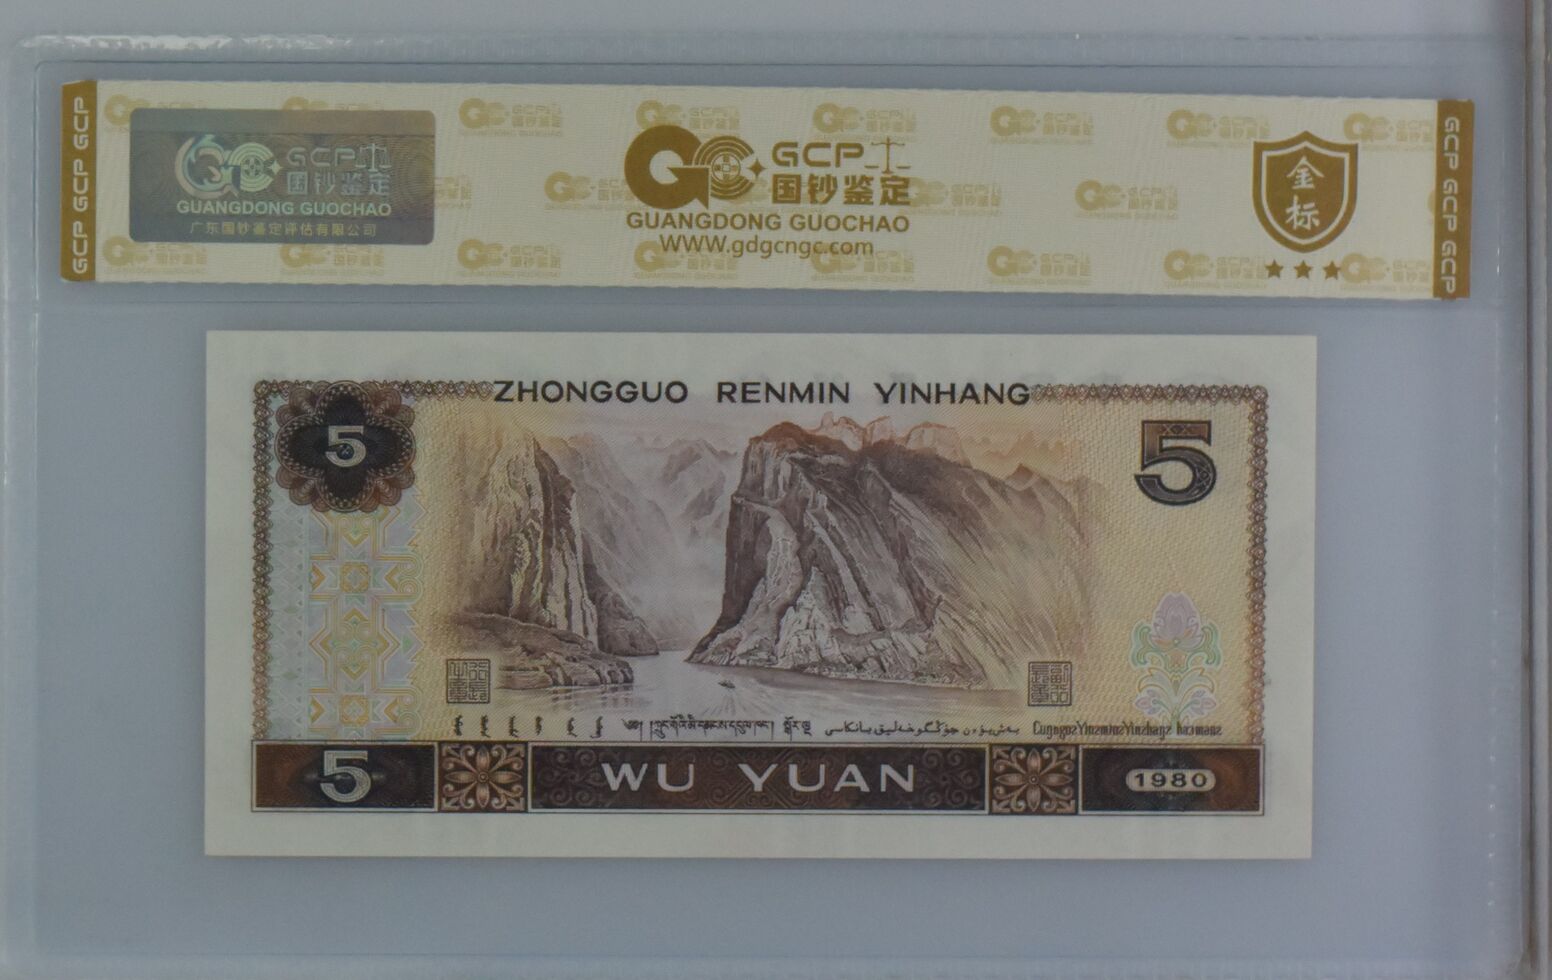 GCP GCP GCP
GCP
国钞鉴定
GUANGDONG GUOCHAO
广东国钞鉴定评估有限公司
GCP
国钞鉴定
GUANGDONG GUOCHAO
WWW.gdgcngc.com
金标
GCP GCP GCP
ZHONGGUO RENMIN YINHANG
5
5
5
WU YUAN
1980